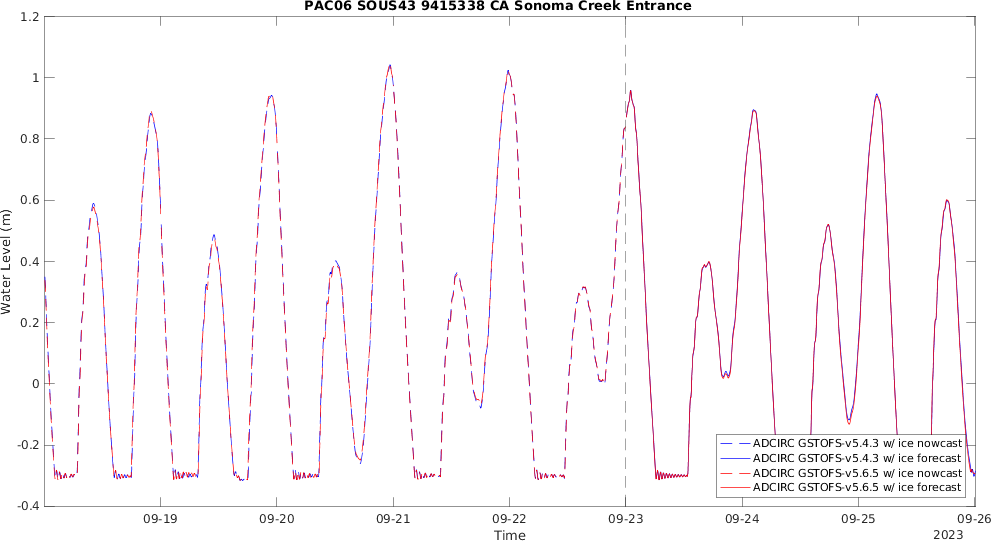 PAC06 SOUS43 9415338 CA Sonoma Creek Entrance
1.2
1
0.8
0.6
0.4
0.2
0
-0.2
-0.4
Water Level (m)
09-19
09-20
09-21
09-22
09-23
09-24
09-25
09-26
Time
2023
ADCIRC GSTOFS-v5.4.3 w/ ice nowcast
ADCIRC GSTOFS-v5.4.3 w/ ice forecast
ADCIRC GSTOFS-v5.6.5 w/ ice nowcast
ADCIRC GSTOFS-v5.6.5 w/ ice forecast